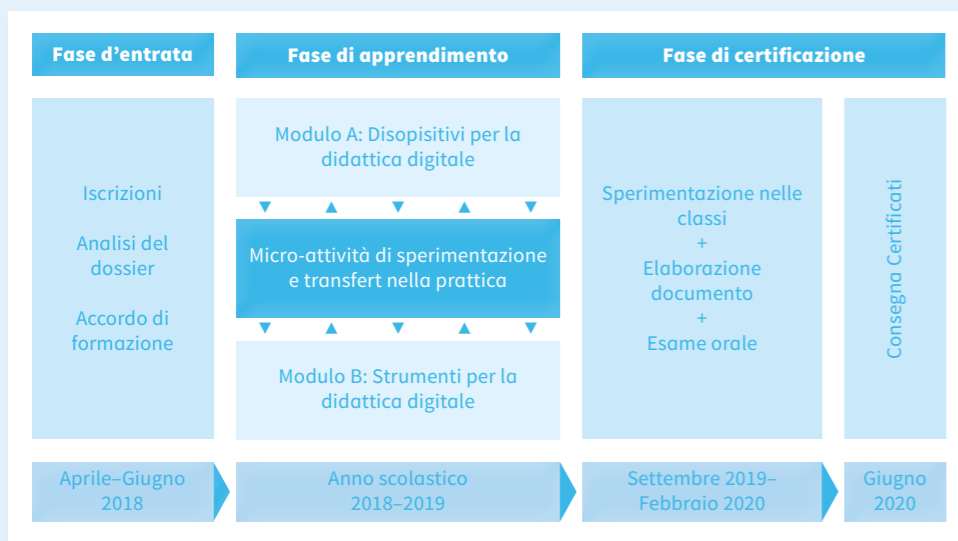 Fase d'entrata
Fase di apprendimento
Fase di certificazione
Iscrizioni
Analisi del
dossier
Accordo di
formazione
Modulo A: Disopisitivi per la
didattica digitale
▼ ▲ ▼ ▲ ▼
Micro-attività di sperimentazione
e transfert nella prattica
▼ ▲ ▼ ▲ ▼
Modulo B: Strumenti per la
didattica digitale
Sperimentazione nelle
classi
+
Elaborazione
documento
+
Esame orale
Consegna Certificati
Aprile–Giugno
2018
Anno scolastico
2018–2019
Settembre 2019–
Febbraio 2020
Giugno
2020